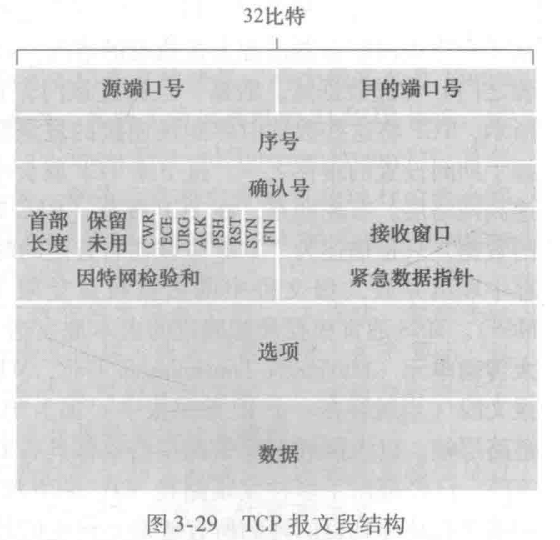 32比特
源端口号 目的端口号
序号
确认号
首部长度 保留未用 CWR ECE URG ACK PSH RST SYN FIN 接收窗口
因特网检验和 紧急数据指针
选项
数据
图3-29 TCP 报文段结构